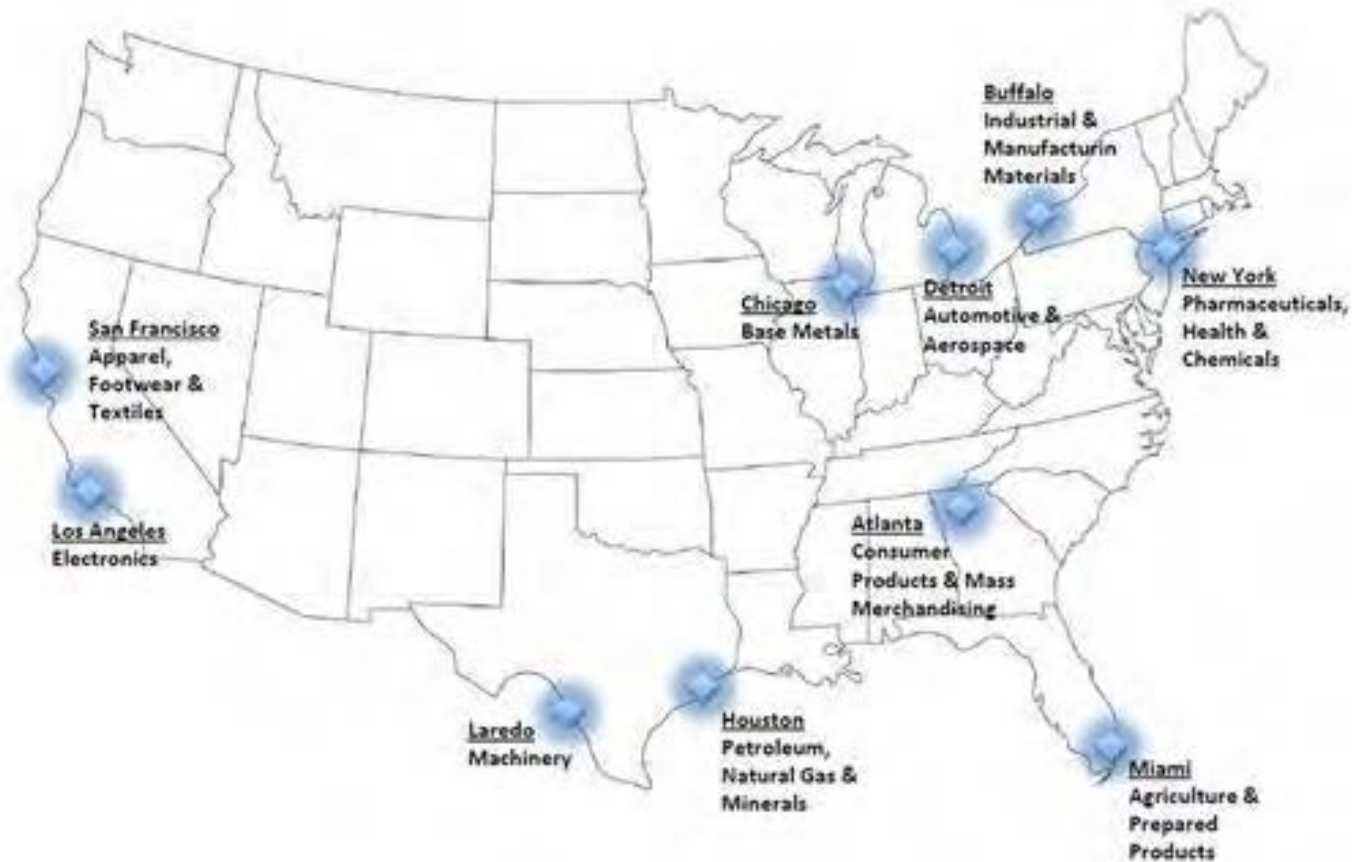 Buffalo
Industrial &
Manufacturin
Materials
New York
Pharmaceuticals,
Health &
Chemicals
Detroit
Automotive &
Aerospace
Chicago
Base Metals
San Francisco
Apparel,
Footwear &
Textiles
Los Angeles
Electronics
Atlanta
Consumer
Products & Mass
Merchandising
Laredo
Machinery
Houston
Petroleum,
Natural Gas &
Minerals
Miami
Agriculture &
Prepared
Products